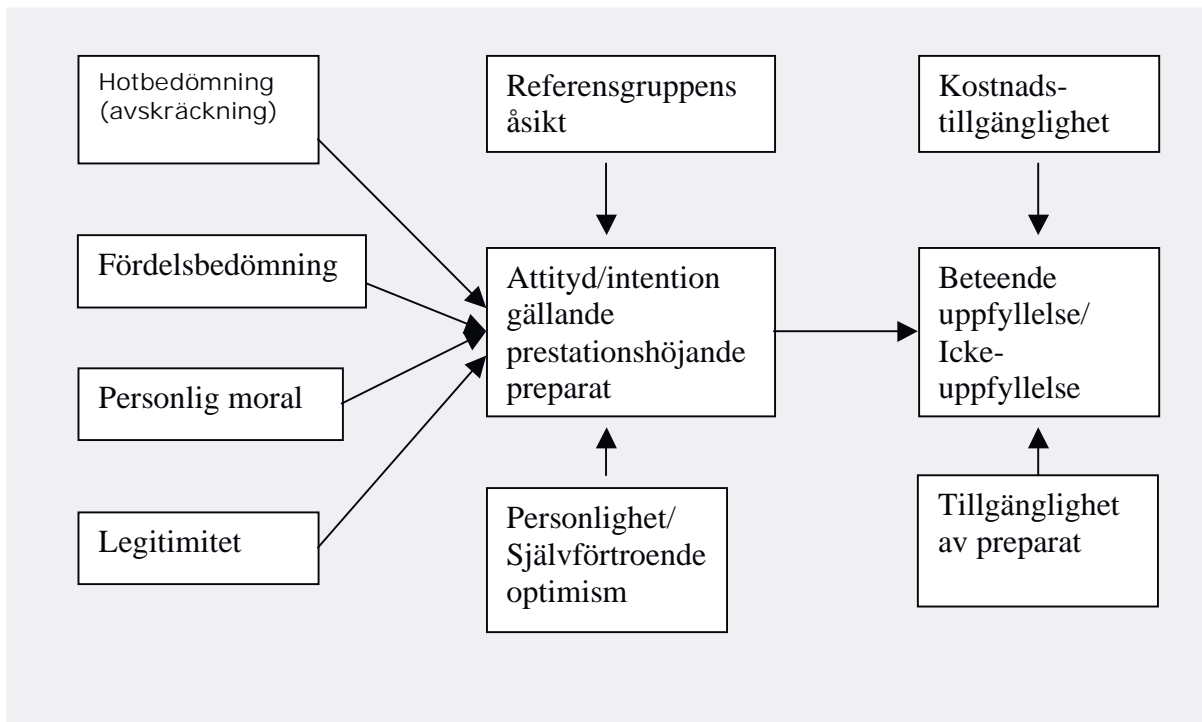 Hotbedömning
(avskräckning)
Fördelsbedömning
Personlig moral
Legitimitet
Referensgruppens
åsikt
Attityd/intention
gällande
prestationshöjande
preparat
Personlighet/
Självförtroende
optimism
Kostnads-
tillgänglighet
Beteende
uppfyllelse/
Icke-
uppfyllelse
Tillgänglighet
av preparat